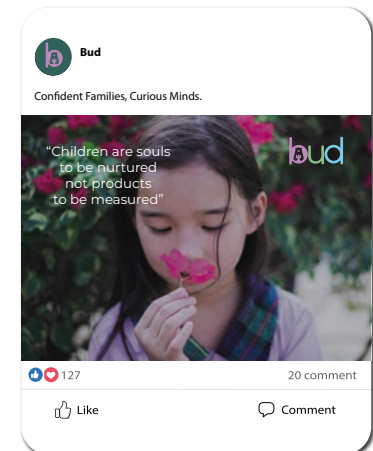 Bud
Confident Families, Curious Minds.
“Children are souls
to be nurtured
not products
to be measured”
bud
127
20 comment
Like
Comment